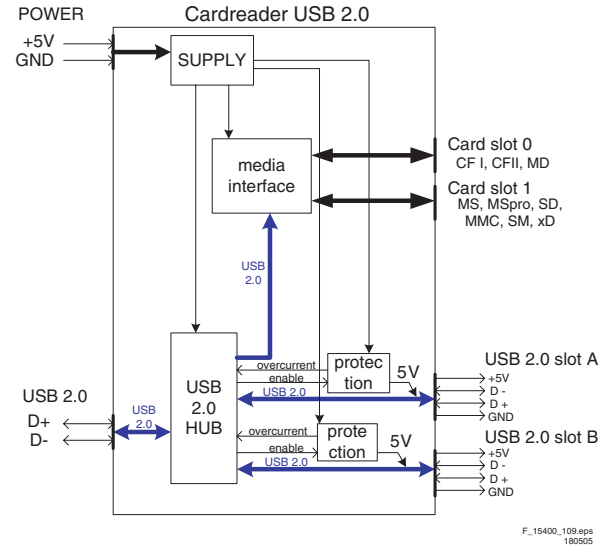 POWER
Cardreader USB 2.0
+5V
GND
SUPPLY
media
interface
Card slot 0
CF I, CFII, MD
Card slot 1
MS, MSpro, SD,
MMC, SM, xD
USB
2.0
USB 2.0
D+
D-
USB
2.0
USB
2.0
HUB
overcurrent
enable
USB 2.0
protec
tion
5V
USB 2.0 slot A
+5V
D -
D +
GND
overcurrent
enable
USB 2.0
prote
ction
5V
USB 2.0 slot B
+5V
D -
D +
GND
F_15400_109.eps
180505